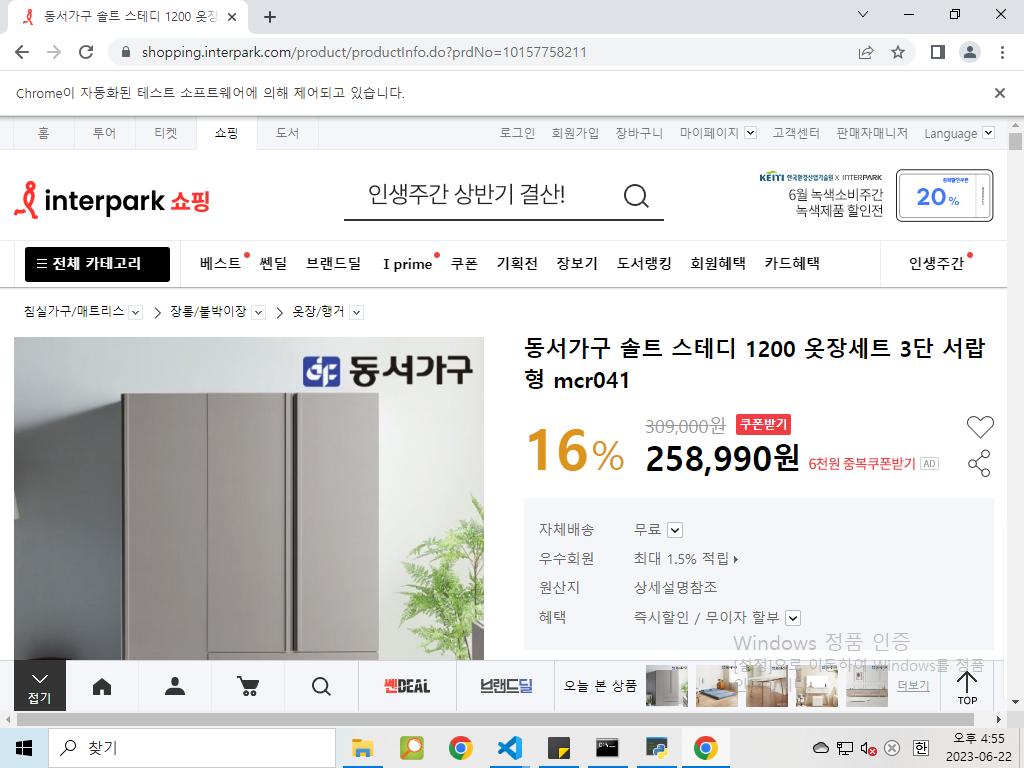 동서가구 솔트 스테디 1200 옷장
shopping.interpark.com/product/productInfo.do?prdNo=10157758211
Chrome이 자동화된 테스트 소프트웨어에 의해 제어되고 있습니다.
홈 투어 티켓 쇼핑 도서 로그인 회원가입 장바구니 마이페이지 고객센터 판매자매니저 Language
KEITI 한국환경산업기술원 X INTERPARK
interpark 쇼핑 인생주간 상반기 결산! 6월 녹색소비주간 20%
녹색제품 할인전
전체 카테고리 베스트 쎈딜 브랜드딜 I prime 쿠폰 기획전 장보기 도서랭킹 회원혜택 카드혜택 인생주간
침실가구/매트리스 장롱/붙박이장 옷장/행거
동서가구
동서가구 솔트 스테디 1200 옷장세트 3단 서랍
형 mcr041
16% 309,000원 쿠폰받기
258,990원 6천원 중복쿠폰받기 AD
자체배송 무료
우수회원 최대 1.5% 적립
원산지 상세설명참조
혜택 즉시할인 / 무이자 할부
Windows 정품 인증
[설정]으로 이동하여 Windows를 정품
접기 쎈DEAL 브랜드딜 오늘 본 상품 더보기 TOP
찾기
한 오후 4:55
2023-06-22